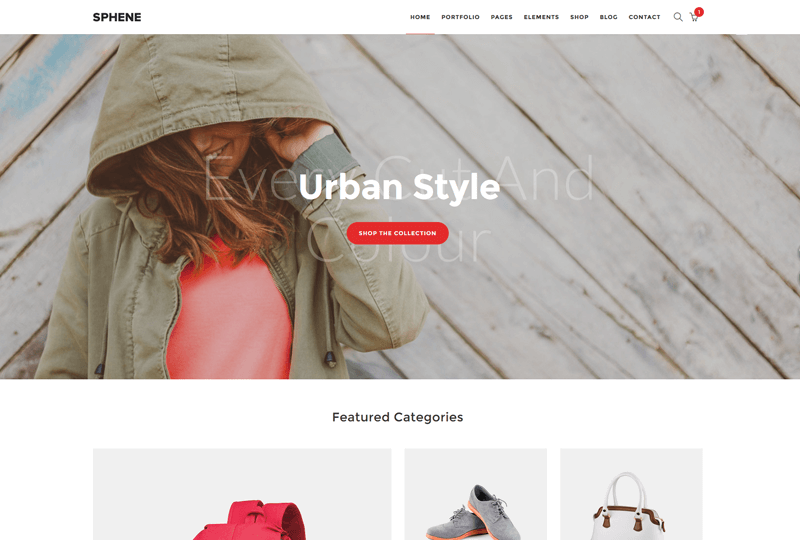 SPHENE
HOME PORTFOLIO PAGES ELEMENTS SHOP BLOG CONTACT
1
Every Cut And
Colour
Urban Style
SHOP THE COLLECTION
Featured Categories